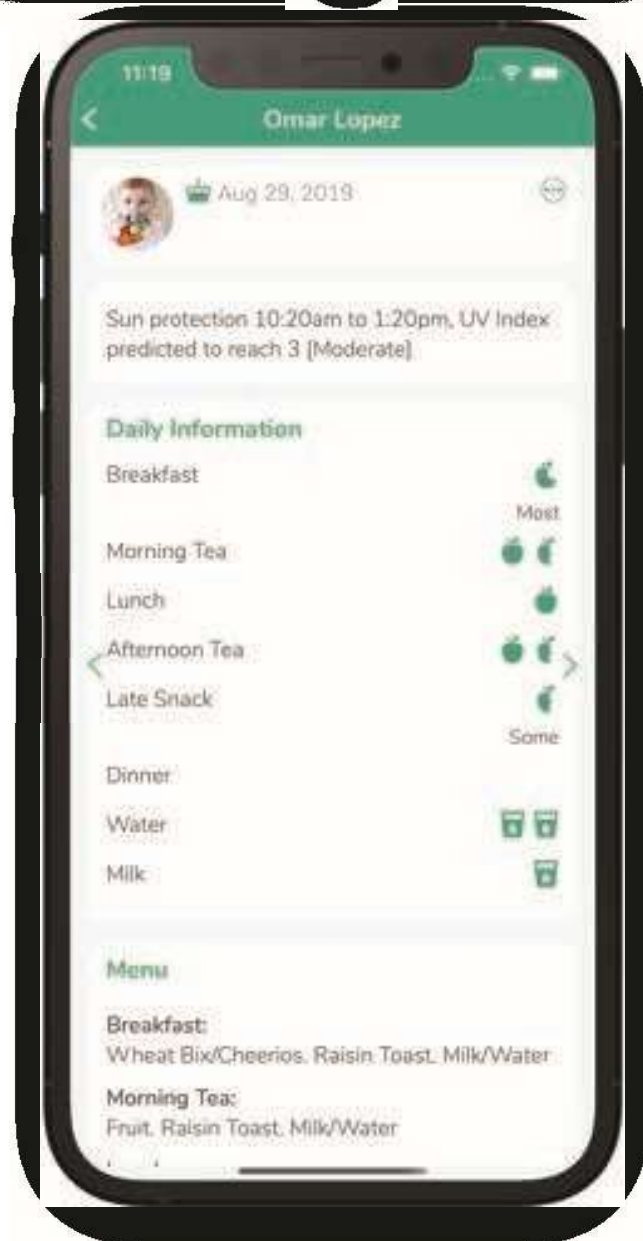 11:19
Omar Lopez
Aug 29, 2019
Sun protection 10:20am to 1:20pm, UV Index
predicted to reach 3 [Moderate]
Daily Information
Breakfast
Most
Morning Tea
Lunch
Afternoon Tea
Late Snack
Some
Dinner
Water
Milk
Menu
Breakfast:
Wheat Bix/Cheerios. Raisin Toast. Milk/Water
Morning Tea:
Fruit. Raisin Toast. Milk/Water